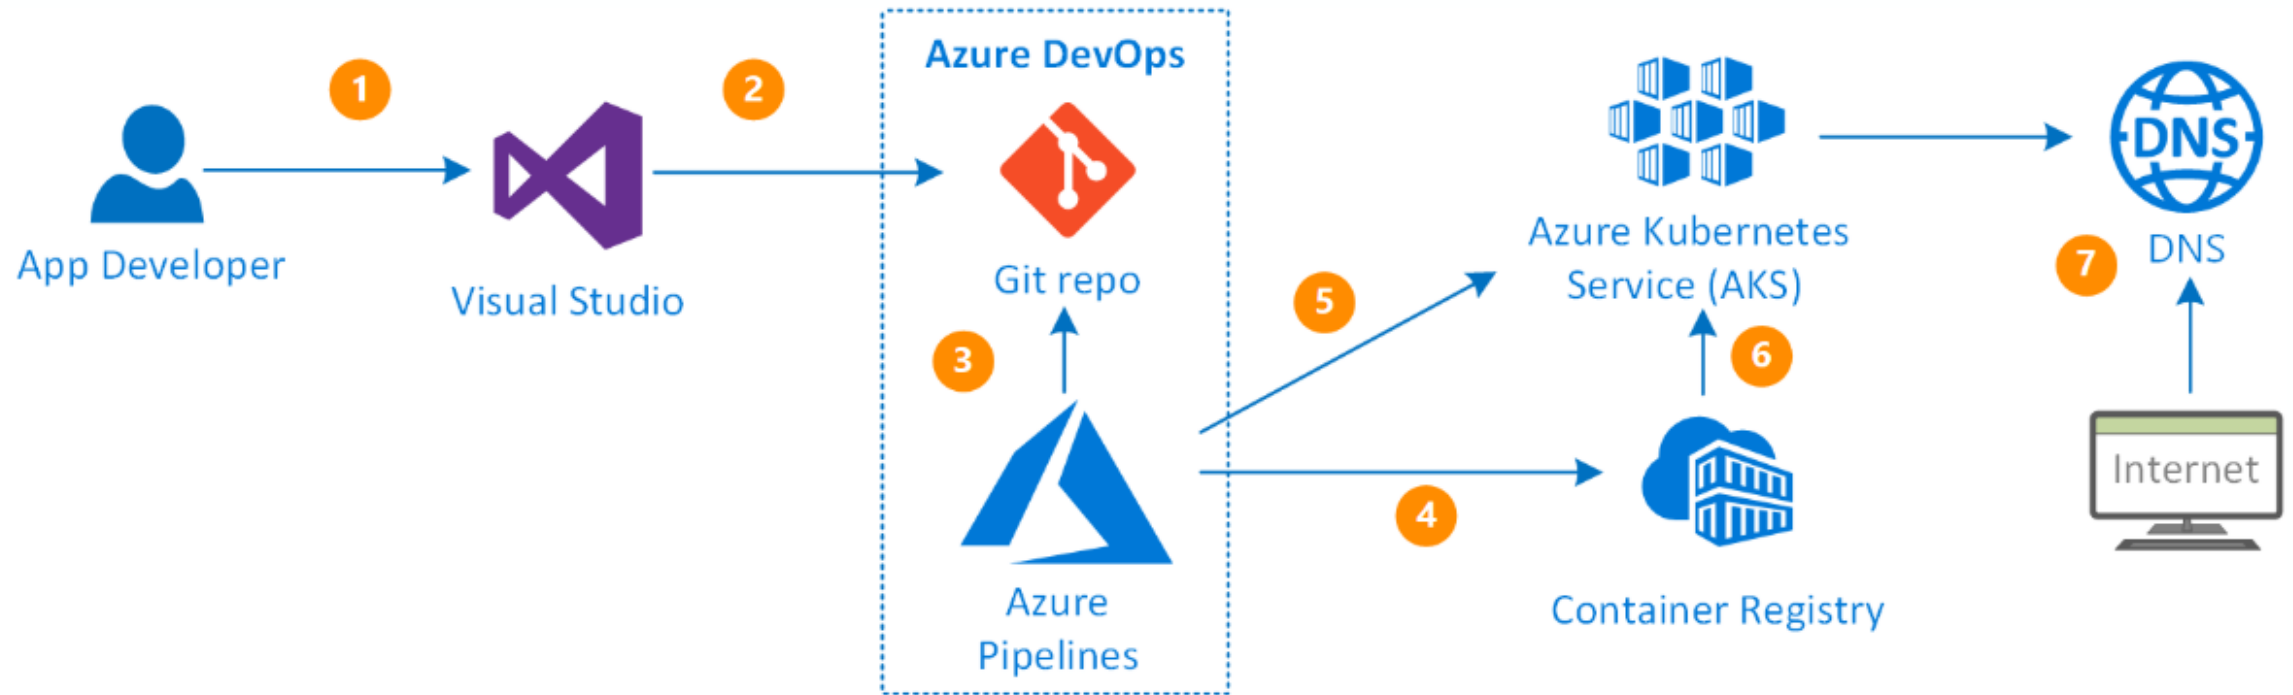 Azure DevOps
1
2
DNS
App Developer
Visual Studio
Git repo
Azure Kubernetes
Service (AKS)
DNS
7
5
3
6
4
Internet
Azure
Pipelines
Container Registry